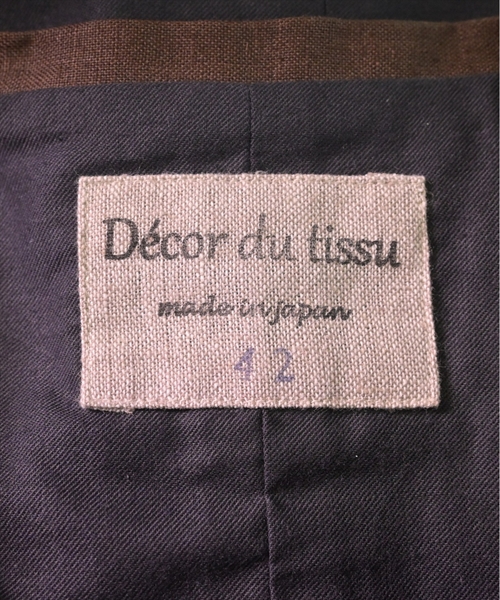 Décor du tissu
made in japan
42